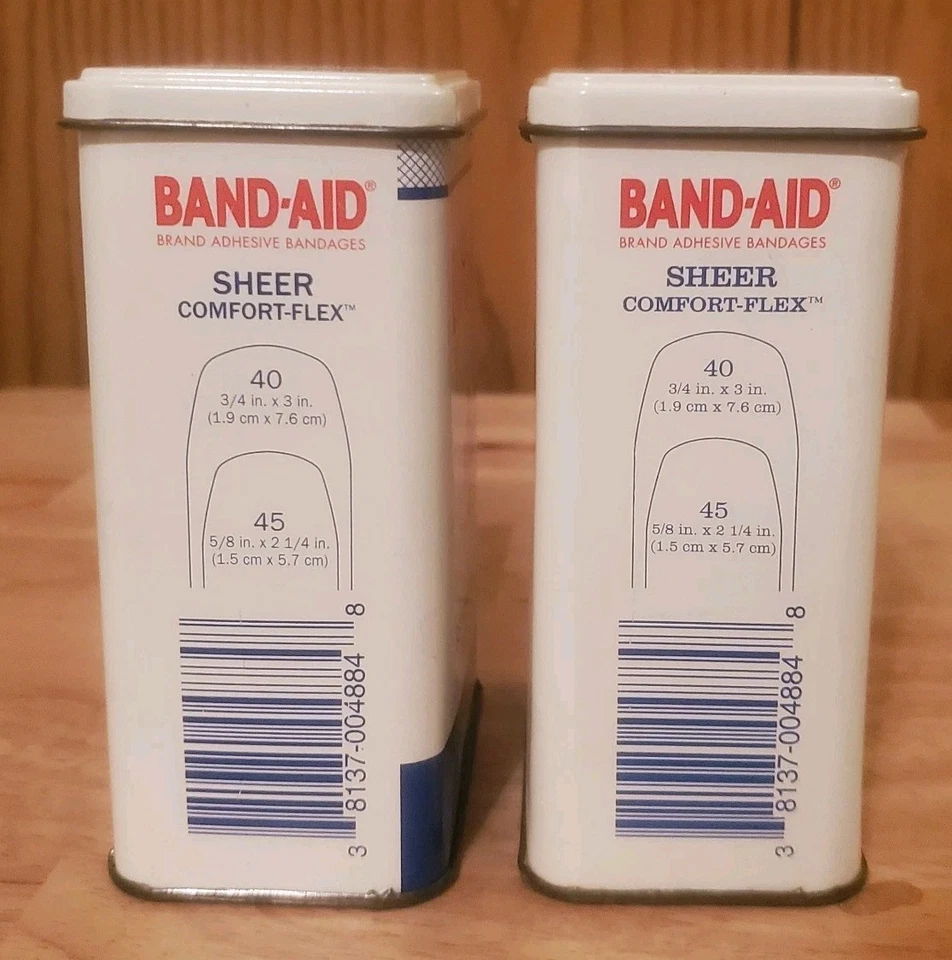 BAND-AID®
BRAND ADHESIVE BANDAGES
SHEER
COMFORT-FLEX™
40
3/4 in. x 3 in.
(1.9 cm x 7.6 cm)
45
5/8 in. x 2 1/4 in.
(1.5 cm x 5.7 cm)
3 8137-004884 8
BAND-AID®
BRAND ADHESIVE BANDAGES
SHEER
COMFORT-FLEX™
40
3/4 in. x 3 in.
(1.9 cm x 7.6 cm)
45
5/8 in. x 2 1/4 in.
(1.5 cm x 5.7 cm)
3 8137-004884 8